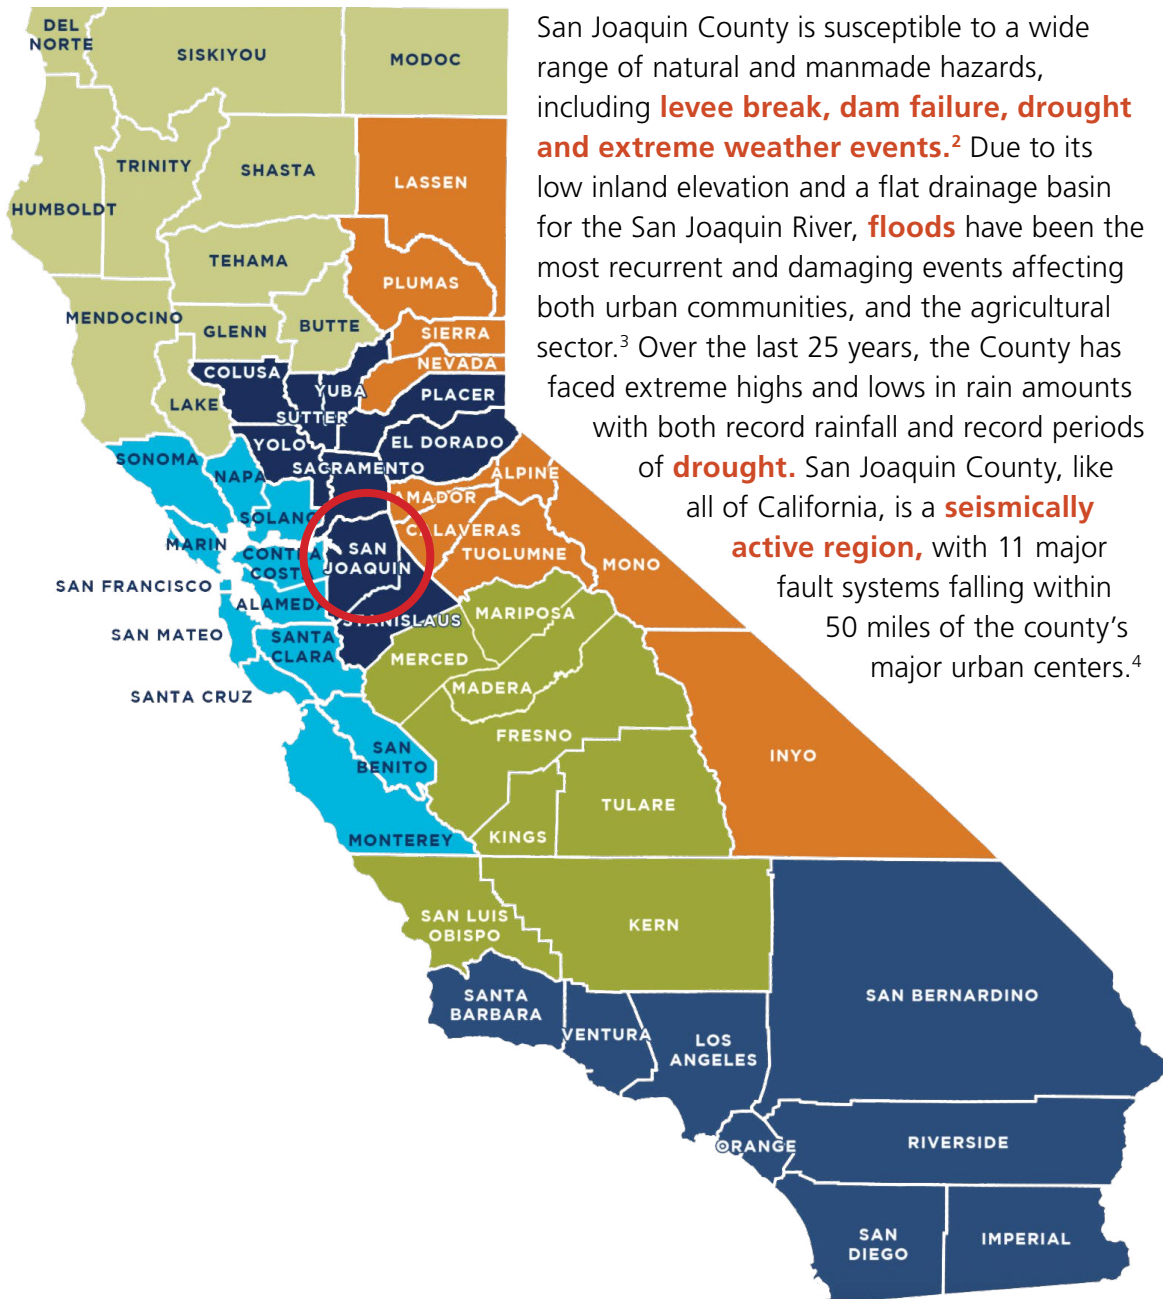 San Joaquin County is susceptible to a wide
range of natural and manmade hazards,
including levee break, dam failure, drought
and extreme weather events.²  Due to its
low inland elevation and a flat drainage basin
for the San Joaquin River, floods have been the
most recurrent and damaging events affecting
both urban communities, and the agricultural
sector.³ Over the last 25 years, the County has
faced extreme highs and lows in rain amounts
with both record rainfall and record periods
of drought. San Joaquin County, like
all of California, is a seismically
active region, with 11 major
fault systems falling within
50 miles of the county’s
major urban centers.⁴
DEL
NORTE
SISKIYOU
MODOC
TRINITY
SHASTA
LASSEN
HUMBOLDT
TEHAMA
PLUMAS
MENDOCINO
GLENN
BUTTE
SIERRA
NEVADA
COLUSA
YUBA
PLACER
LAKE
SUTTER
YOLO
EL DORADO
SONOMA
NAPA
SACRAMENTO
ALPINE
AMADOR
SOLANO
CALAVERAS
MARIN
CONTRA
COSTA
SAN
JOAQUIN
TUOLUMNE
MONO
SAN FRANCISCO
ALAMEDA
STANISLAUS
MARIPOSA
SAN MATEO
SANTA
CLARA
MERCED
MADERA
SANTA CRUZ
FRESNO
SAN
BENITO
INYO
TULARE
MONTEREY
KINGS
SAN LUIS
OBISPO
KERN
SANTA
BARBARA
VENTURA
LOS
ANGELES
SAN BERNARDINO
ORANGE
RIVERSIDE
SAN
DIEGO
IMPERIAL